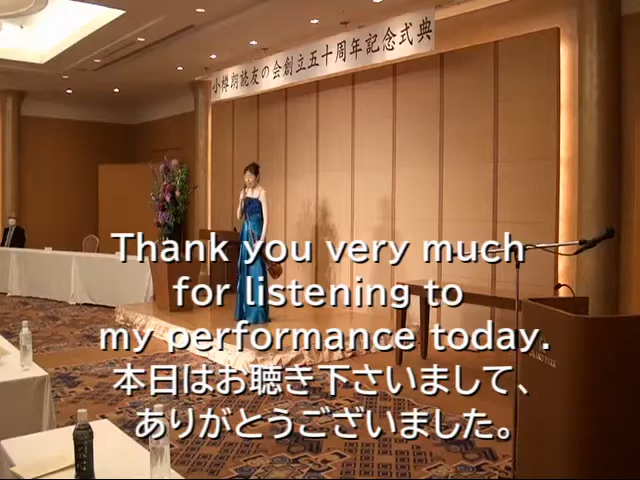 小樽朗読友の会創立五十周年記念式典
Thank you very much
for listening to
my performance today.
本日はお聴き下さいまして、
ありがとうございました。